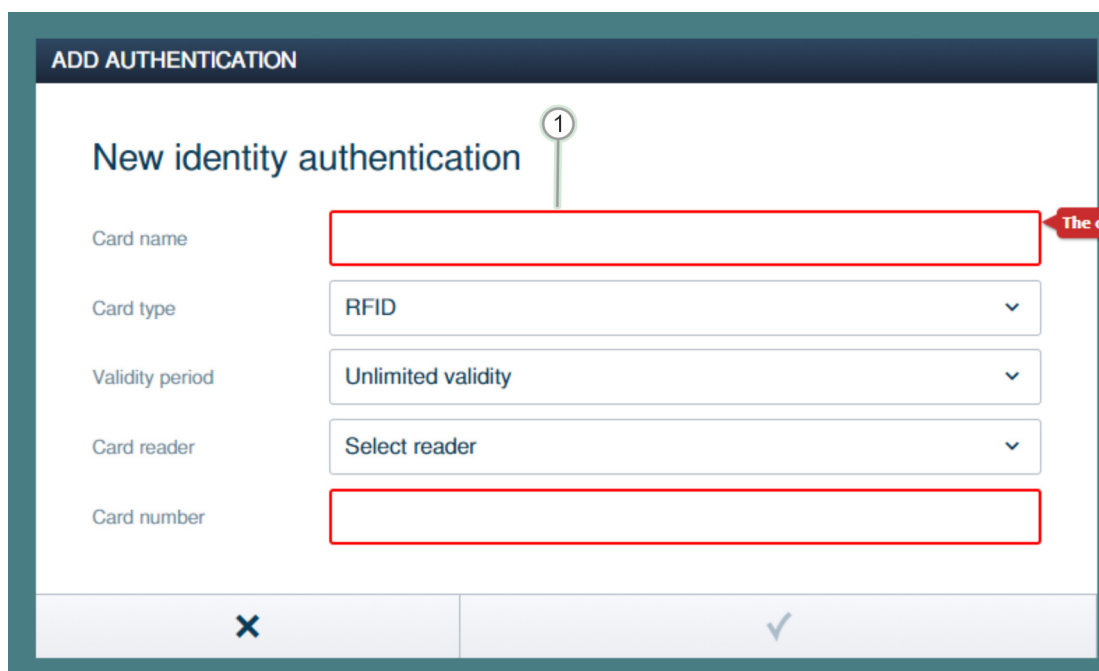 ADD AUTHENTICATION
1
New identity authentication
Card name
The
Card type RFID
Validity period Unlimited validity
Card reader Select reader
Card number